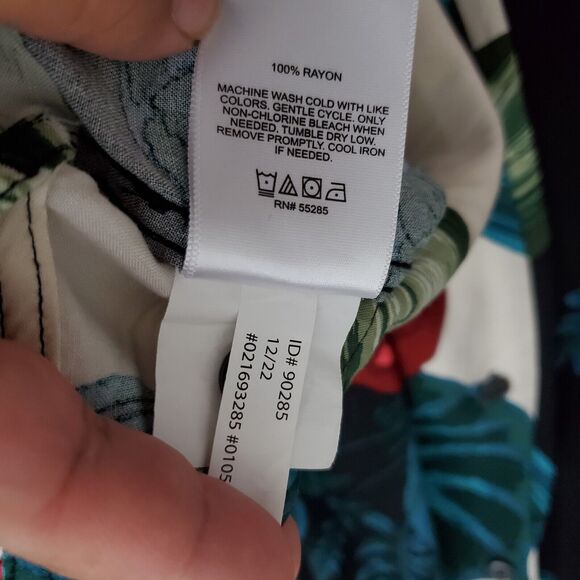 100% RAYON
MACHINE WASH COLD WITH LIKE
COLORS. GENTLE CYCLE. ONLY
NON-CHLORINE BLEACH WHEN
NEEDED. TUMBLE DRY LOW.
REMOVE PROMPTLY. COOL IRON
IF NEEDED.
RN# 55285
ID# 90285
12/22
#021693285 #0105